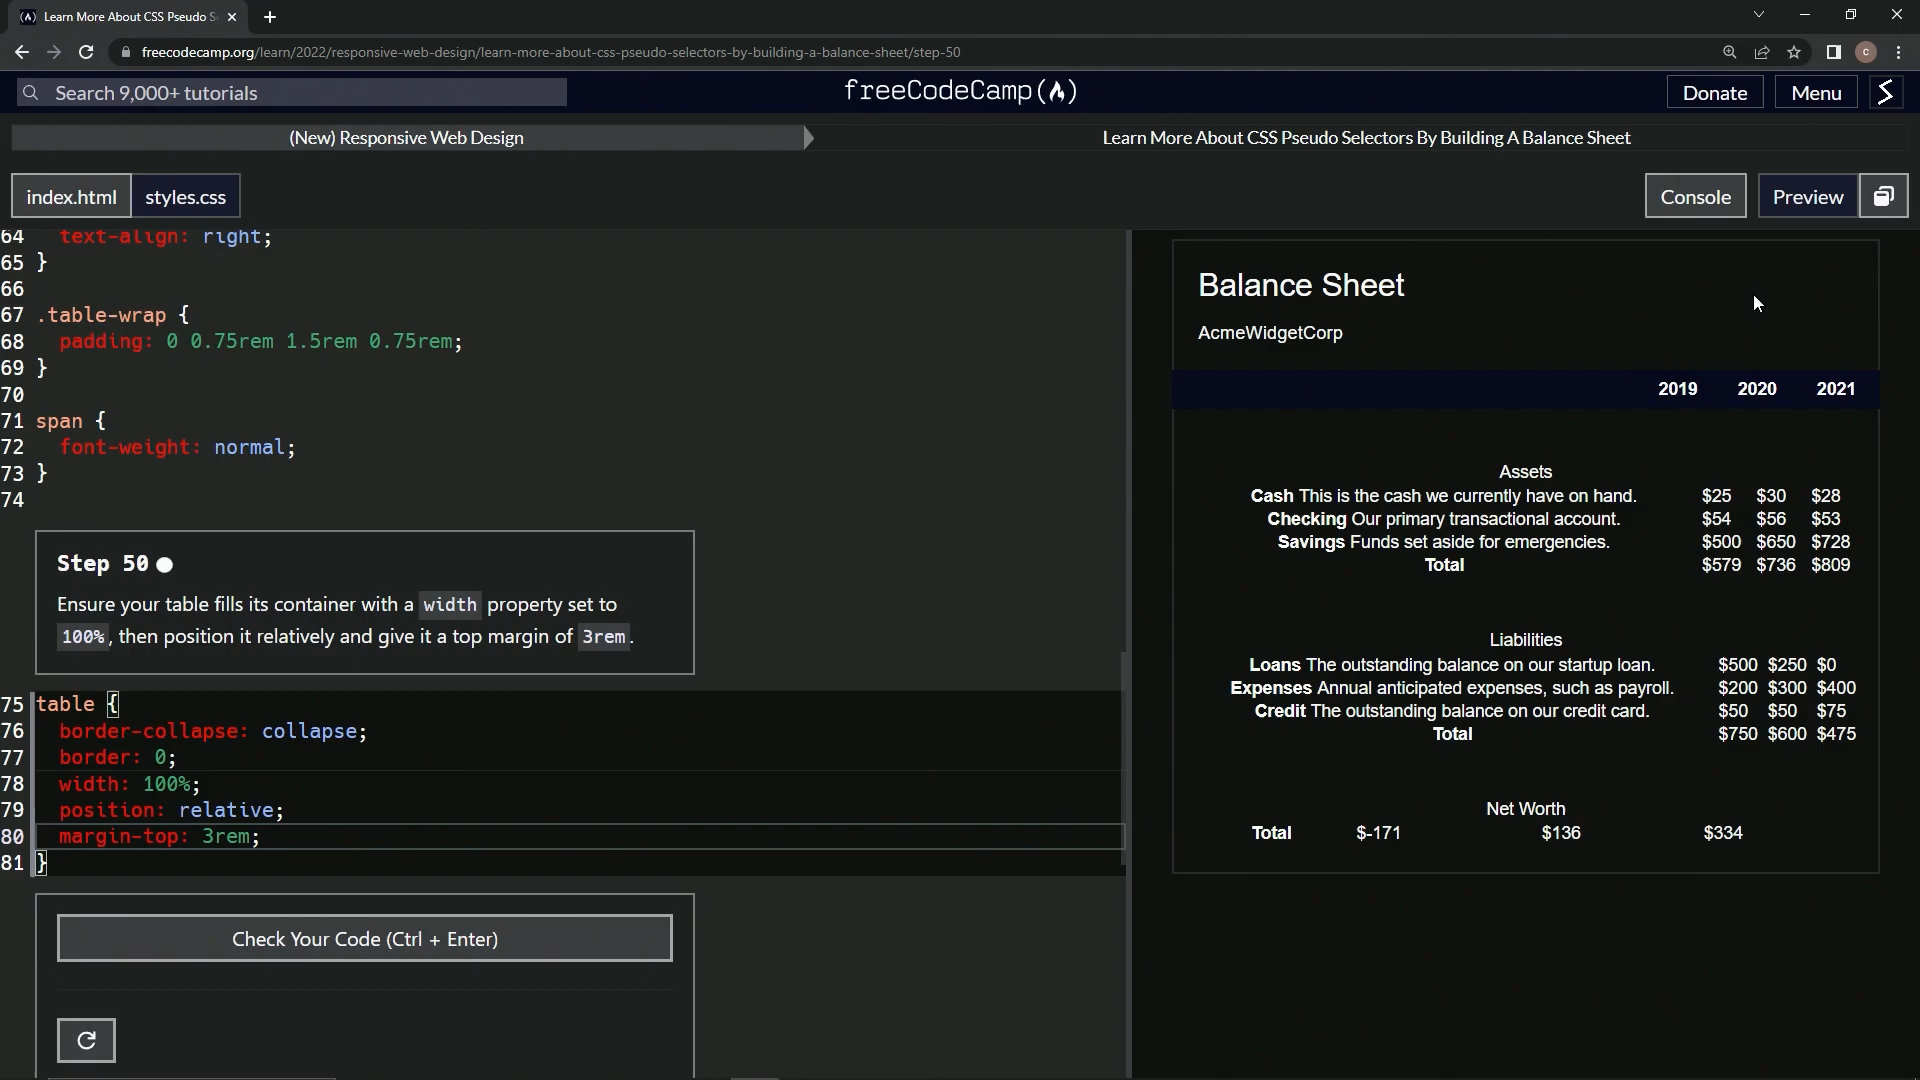 Learn More About CSS Pseudo S
freecodecamp.org/learn/2022/responsive-web-design/learn-more-about-css-pseudo-selectors-by-building-a-balance-sheet/step-50
C
Search 9,000+ tutorials
freeCodeCamp
Donate
Menu
(New) Responsive Web Design
Learn More About CSS Pseudo Selectors By Building A Balance Sheet
index.html
styles.css
Console
Preview
64 text-align: right;
65 }
66
67 .table-wrap {
68 padding: 0 0.75rem 1.5rem 0.75rem;
69 }
70
71 span {
72 font-weight: normal;
73 }
74
Step 50
Ensure your table fills its container with a width property set to
100%, then position it relatively and give it a top margin of 3rem.
75 table {
76 border-collapse: collapse;
77 border: 0;
78 width: 100%;
79 position: relative;
80 margin-top: 3rem;
81 }
Check Your Code (Ctrl + Enter)
Balance Sheet
AcmeWidgetCorp
2019 2020 2021
Assets
Cash This is the cash we currently have on hand. $25 $30 $28
Checking Our primary transactional account. $54 $56 $53
Savings Funds set aside for emergencies. $500 $650 $728
Total $579 $736 $809
Liabilities
Loans The outstanding balance on our startup loan. $500 $250 $0
Expenses Annual anticipated expenses, such as payroll. $200 $300 $400
Credit The outstanding balance on our credit card. $50 $50 $75
Total $750 $600 $475
Net Worth
Total $-171 $136 $334